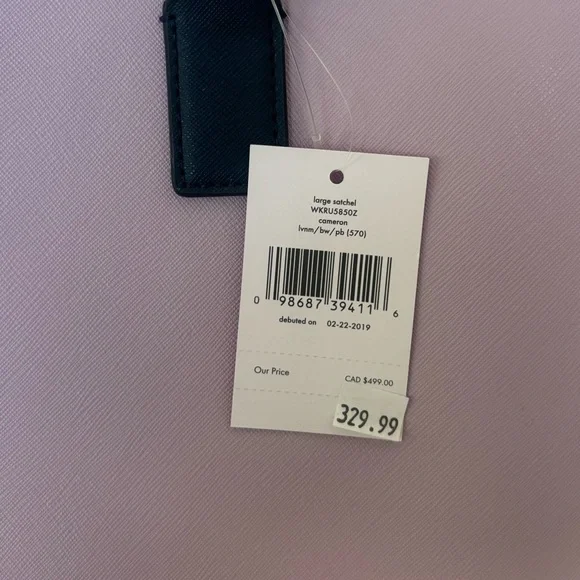 large satchel
WKRU5850Z
cameron
lvnm/bw/pb (570)
0 98687 39411 6
debuted on 02-22-2019
Our Price CAD $499.00
329.99